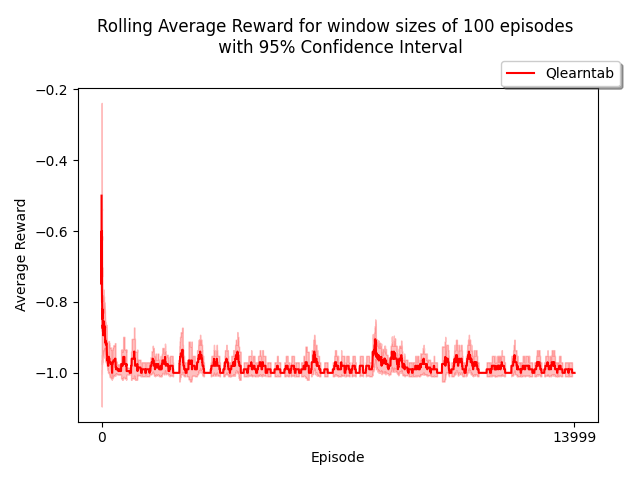 Rolling Average Reward for window sizes of 100 episodes
with 95% Confidence Interval
Qlearntab
−0.2
−0.4
−0.6
−0.8
−1.0
Average Reward
0
13999
Episode